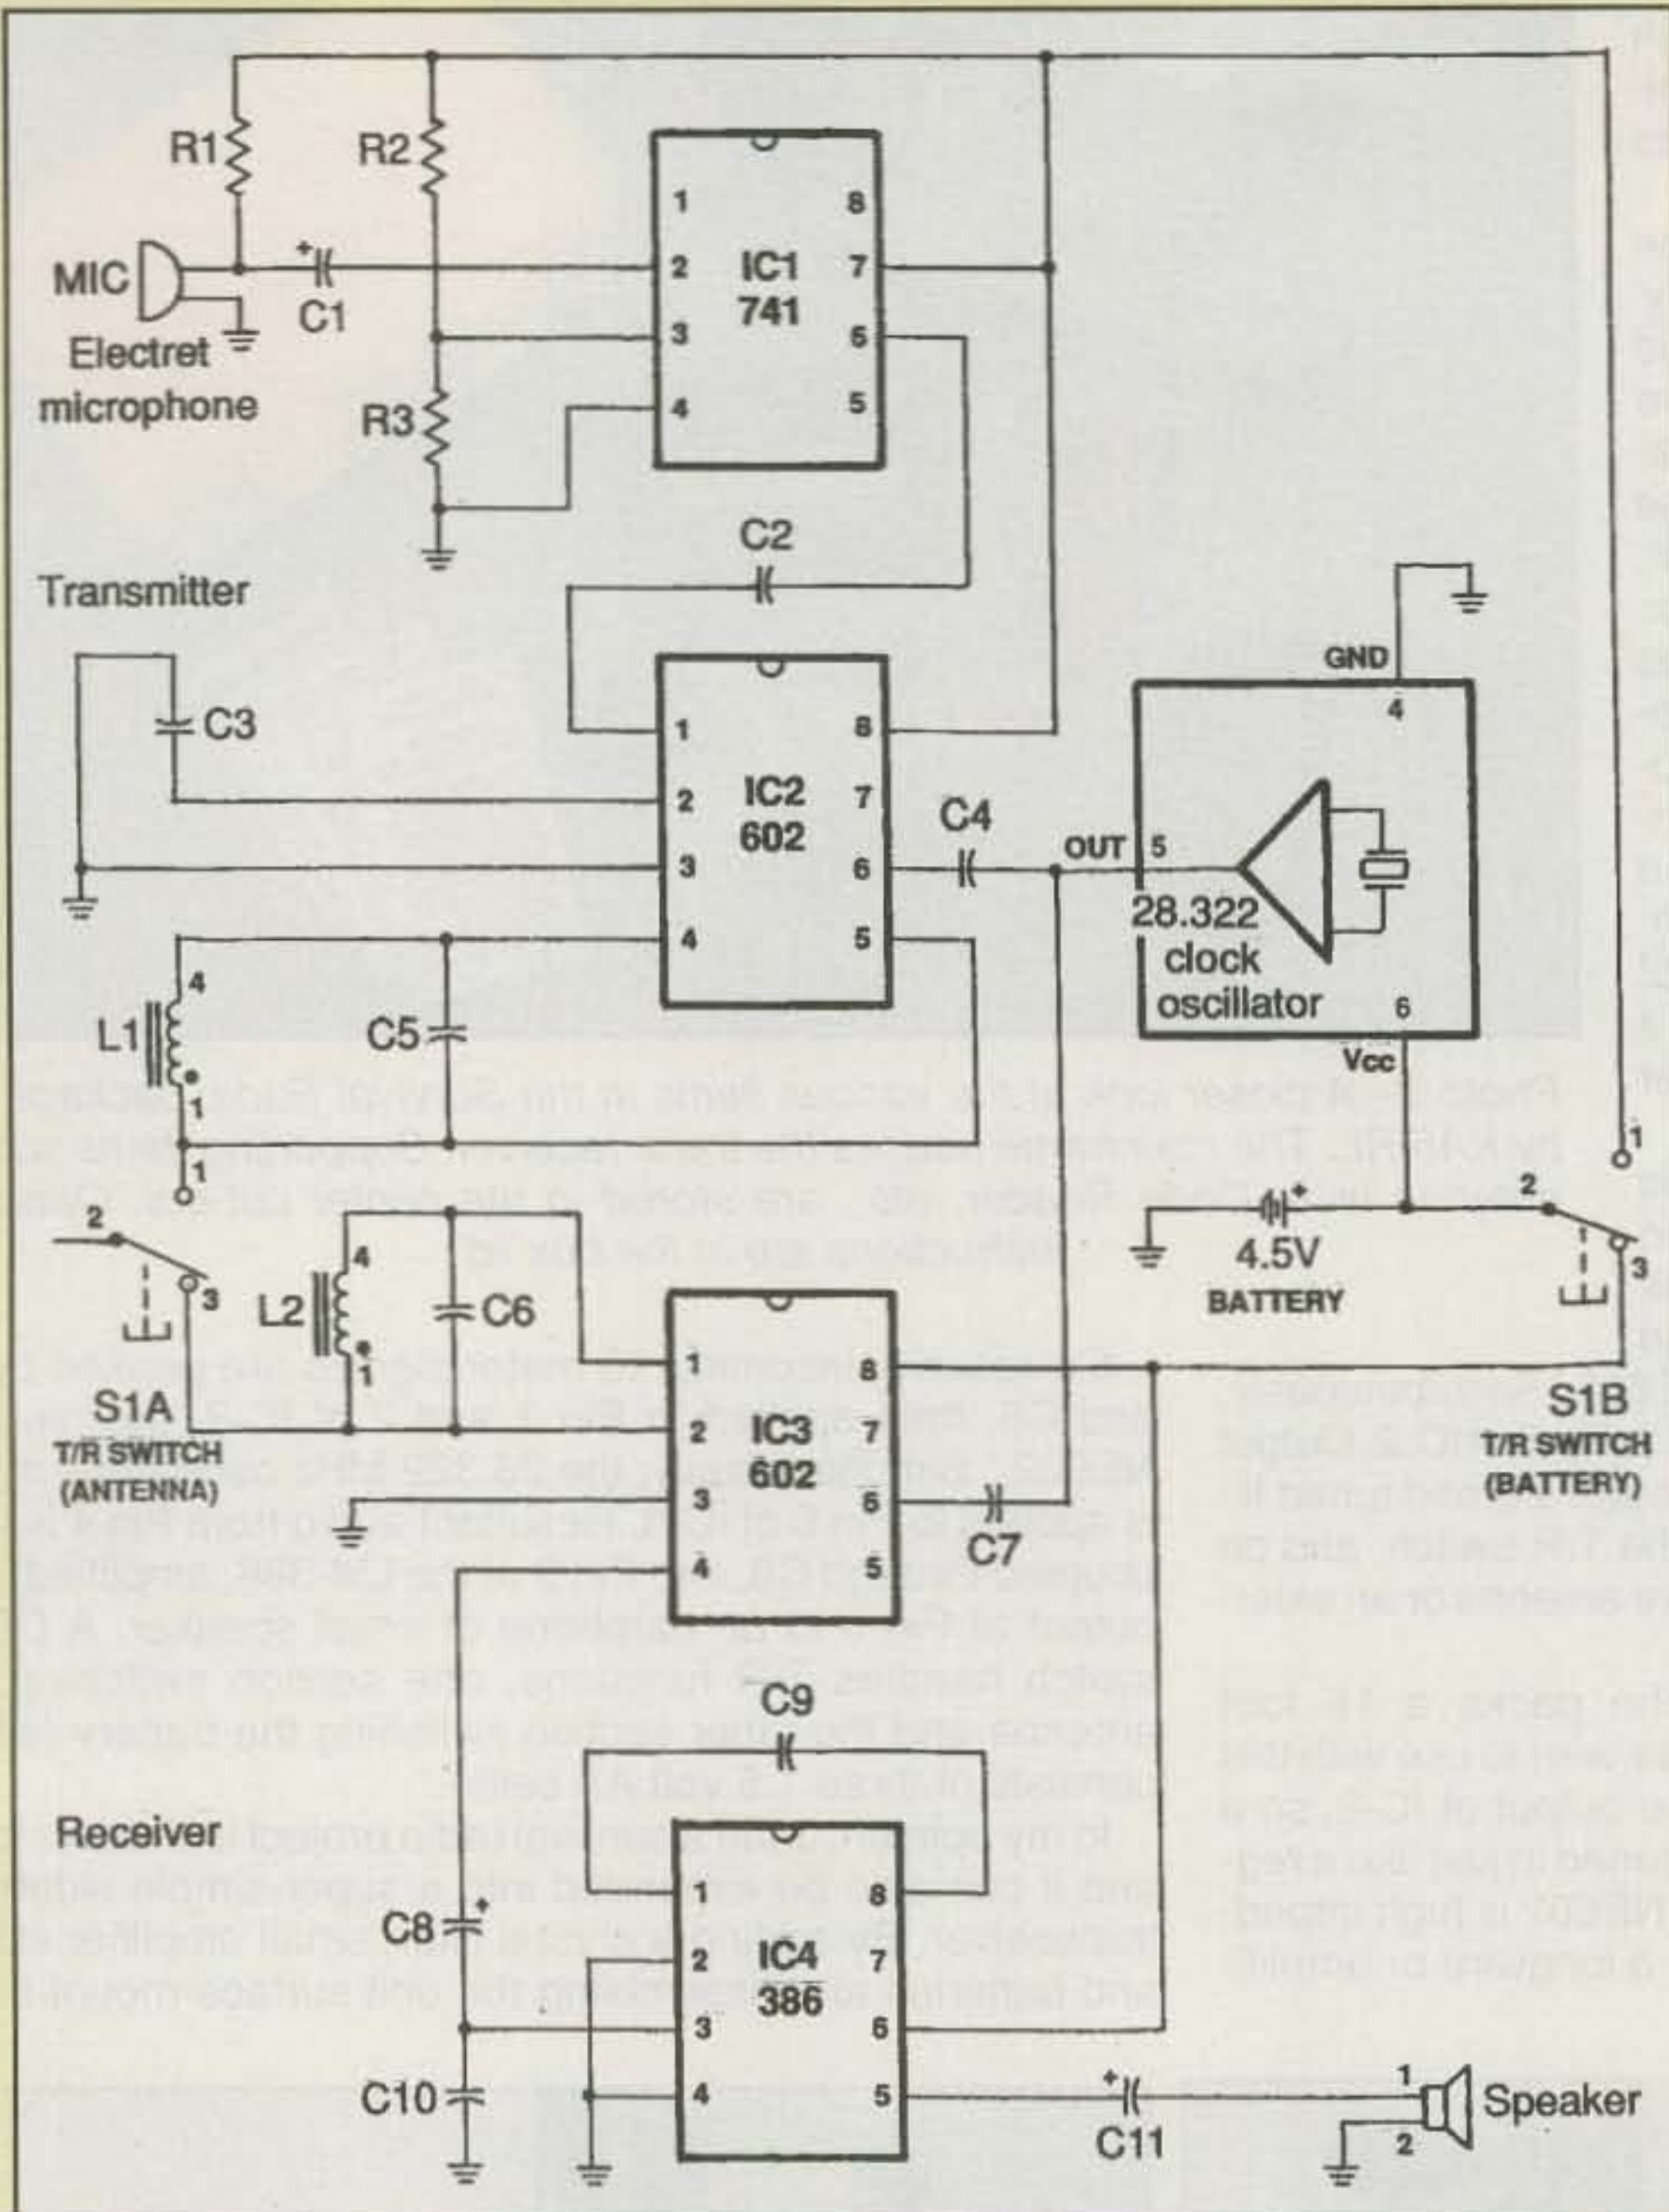 R1
R2
1
8
MIC
+
C1
2
IC1
7
741
Electret
microphone
3
6
R3
4
5
C2
Transmitter
GND
4
C3
1
8
2
IC2
7
602
C4
OUT
5
3
6
28.322
clock
oscillator
6
Vcc
4
5
4
L1
C5
1
1
1
2
3
S1A
T/R SWITCH
(ANTENNA)
4
L2
C6
1
+
4.5V
BATTERY
2
3
S1B
T/R SWITCH
(BATTERY)
1
8
2
IC3
7
602
3
6
C7
4
5
C9
Receiver
C8
+
1
8
2
IC4
7
386
3
6
C10
4
5
+
C11
1
2
Speaker